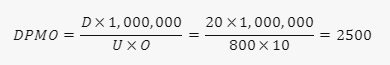 DPMO = D × 1,000,000 / U × O = 20 × 1,000,000 / 800 × 10 = 2500